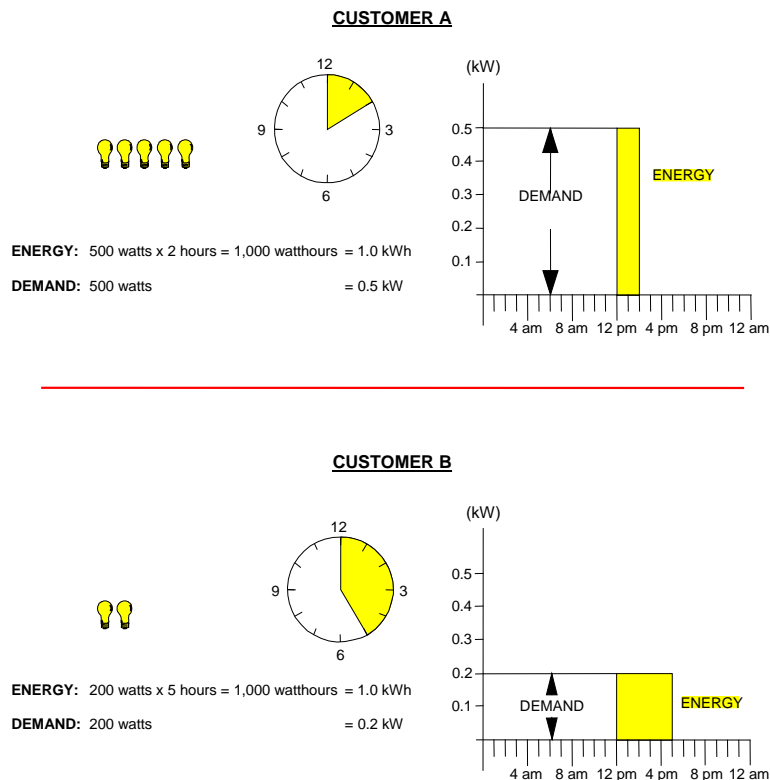 CUSTOMER A
12
9
3
6
(kW)
0.5
0.4
0.3
0.2
0.1
DEMAND
ENERGY
4 am 8 am 12 pm 4 pm 8 pm 12 am
ENERGY: 500 watts x 2 hours = 1,000 watthours = 1.0 kWh
DEMAND: 500 watts = 0.5 kW
CUSTOMER B
12
9
3
6
(kW)
0.5
0.4
0.3
0.2
0.1
DEMAND
ENERGY
4 am 8 am 12 pm 4 pm 8 pm 12 am
ENERGY: 200 watts x 5 hours = 1,000 watthours = 1.0 kWh
DEMAND: 200 watts = 0.2 kW